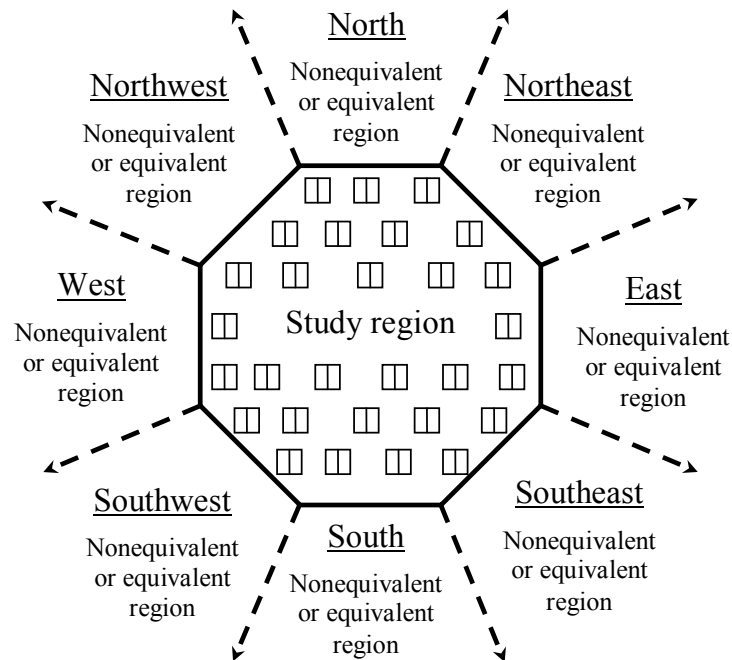 North
Nonequivalent
or equivalent
region
Northwest
Nonequivalent
or equivalent
region
Northeast
Nonequivalent
or equivalent
region
West
Nonequivalent
or equivalent
region
Study region
East
Nonequivalent
or equivalent
region
Southwest
Nonequivalent
or equivalent
region
South
Nonequivalent
or equivalent
region
Southeast
Nonequivalent
or equivalent
region